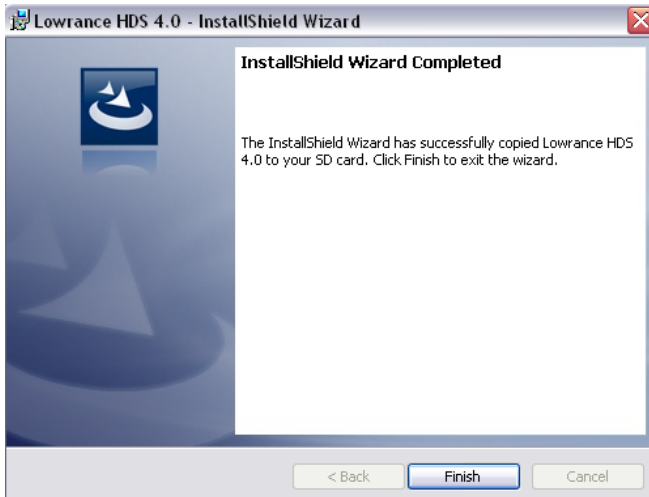 Lowrance HDS 4.0 - InstallShield Wizard
InstallShield Wizard Completed
The InstallShield Wizard has successfully copied Lowrance HDS
4.0 to your SD card. Click Finish to exit the wizard.
< Back
Finish
Cancel